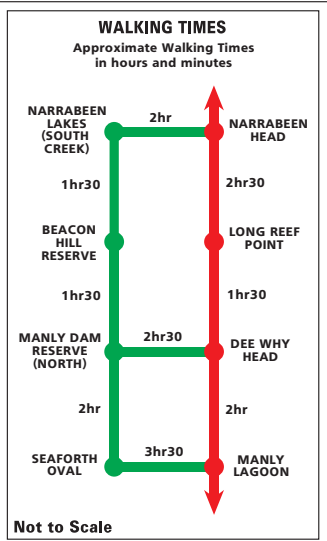 WALKING TIMES
Approximate Walking Times
in hours and minutes
NARRABEEN
LAKES
(SOUTH
CREEK)
2hr
NARRABEEN
HEAD
1hr30
2hr30
BEACON
HILL
RESERVE
LONG REEF
POINT
1hr30
1hr30
MANLY DAM
RESERVE
(NORTH)
2hr30
DEE WHY
HEAD
2hr
2hr
SEAFORTH
OVAL
3hr30
MANLY
LAGOON
Not to Scale